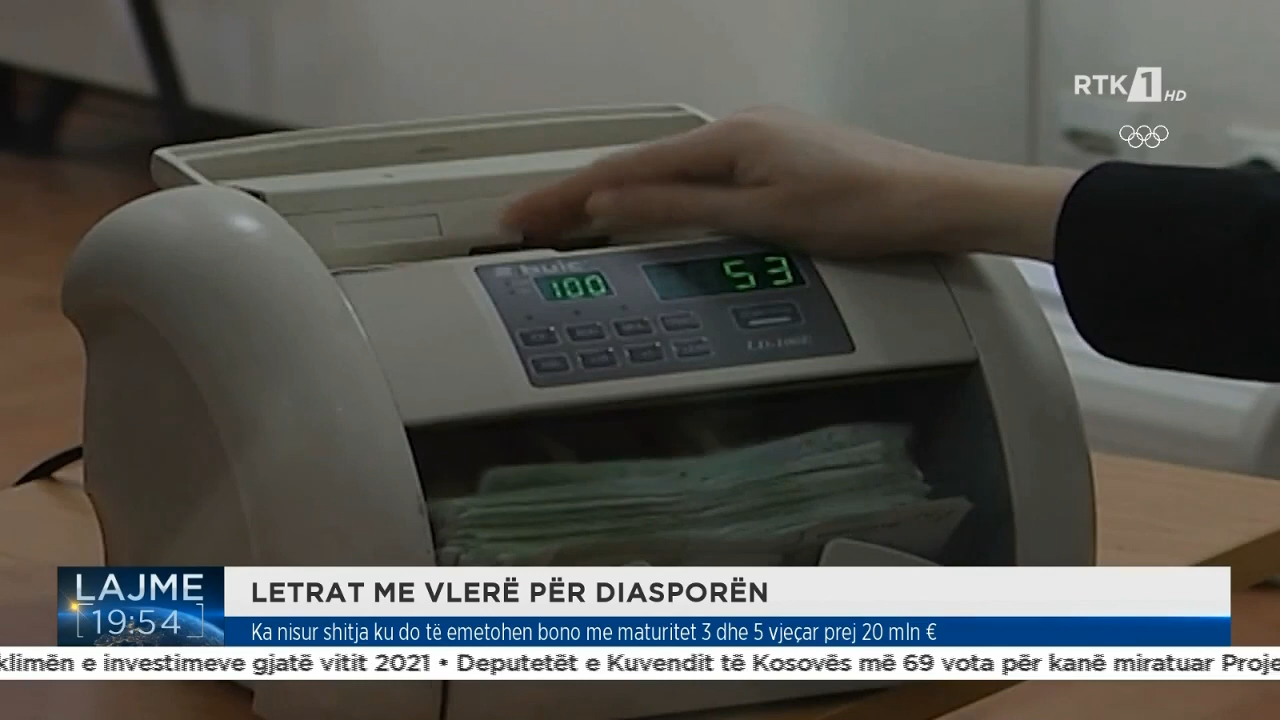 RTK 1 HD
100
53
LAJME
19:54
LETRAT ME VLERË PËR DIASPORËN
Ka nisur shitja ku do të emetohen bono me maturitet 3 dhe 5 vjeçar prej 20 mln €
klimën e investimeve gjatë vitit 2021 • Deputetët e Kuvendit të Kosovës më 69 vota për kanë miratuar Proje